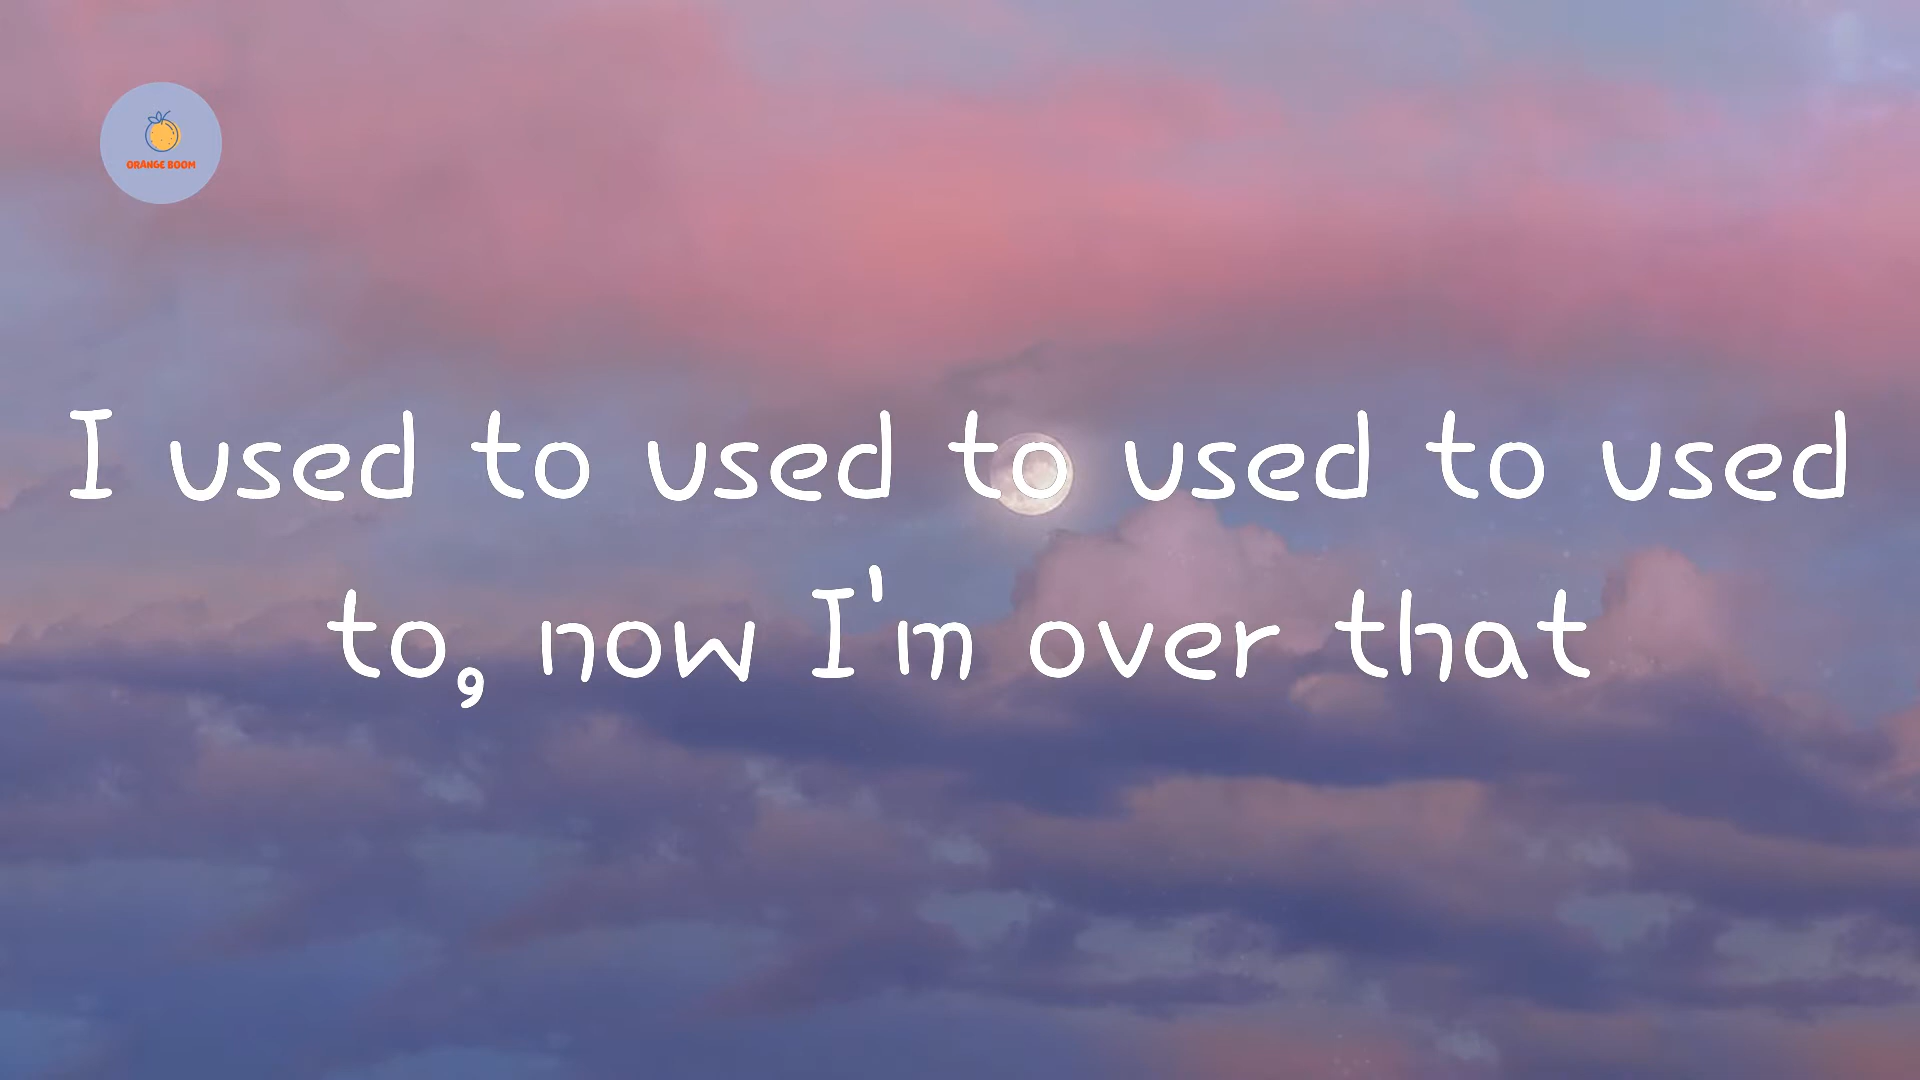 ORANGE BOOM
I used to used to used to used
to, now I'm over that